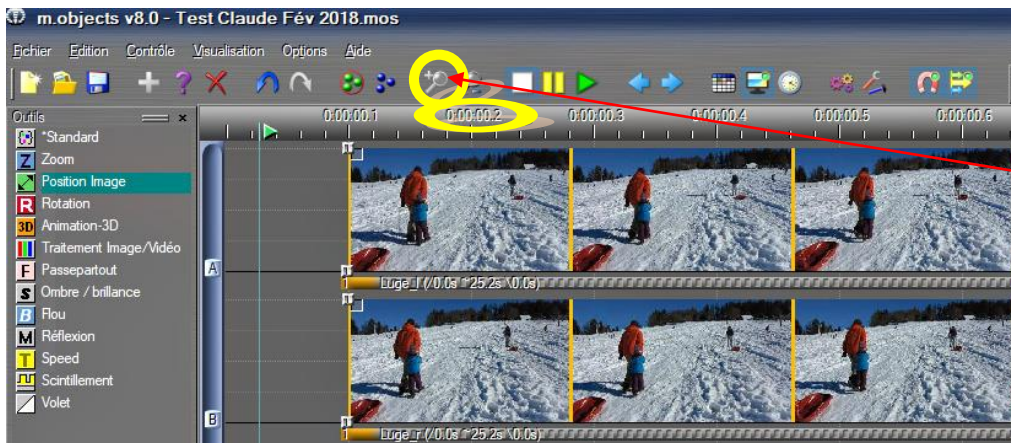 m.objects v8.0 - Test Claude Fév 2018.mos
Fichier Edition Contrôle Visualisation Options Aide
Outils
0:00:00.1 0:00:00.2 0:00:00.3 0:00:00.4 0:00:00.5 0:00:00.6
*Standard
Z Zoom
Position Image
R Rotation
3D Animation-3D
Traitement Image/Vidéo
F Passepartout
S Ombre / brillance
B Flou
M Réflexion
T Speed
Scintillement
Volet
A
1 Luge_l (/0.0s ~25.2s \0.0s)
B
1 Luge_r (/0.0s ~25.2s \0.0s)